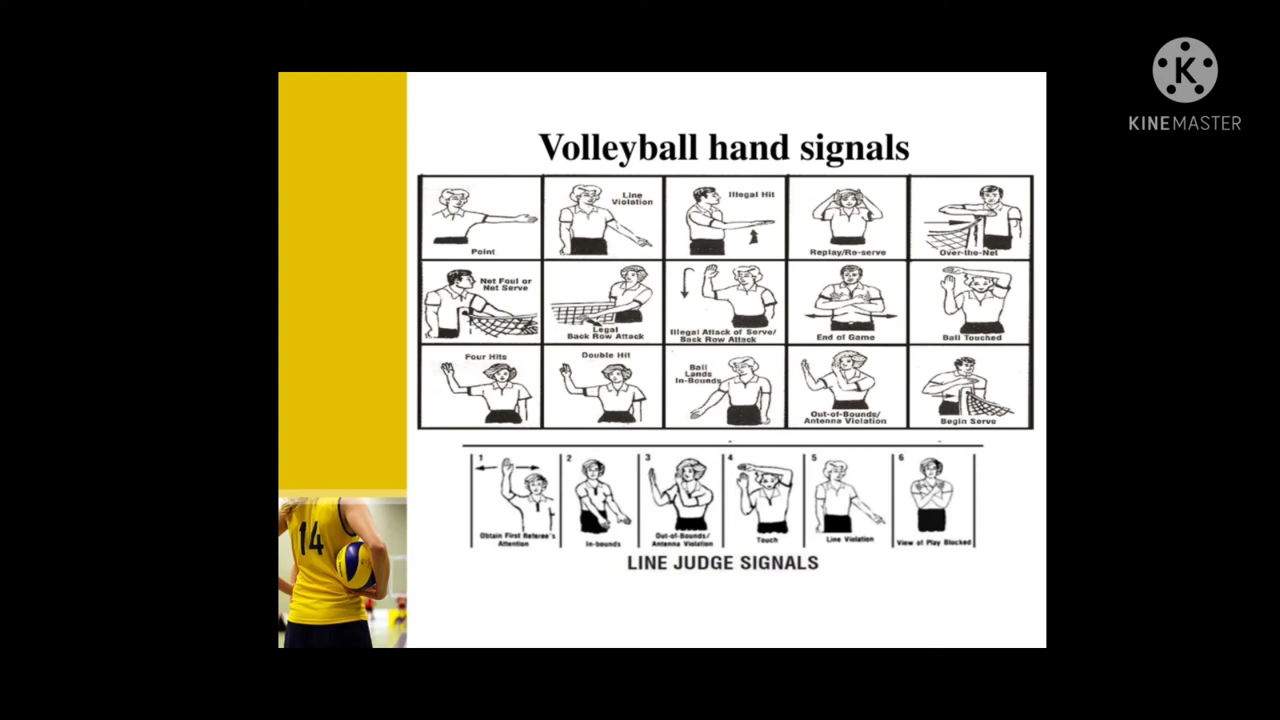 KINEMASTER
Volleyball hand signals
Point
Line
Violation
Illegal Hit
Replay/Re-serve
Over-the-Net
Net Foul or
Net Serve
Legal
Back Row Attack
Illegal Attack of Serve/
Back Row Attack
End of Game
Ball Touched
Four Hits
Double Hit
Ball
Lands
In-Bounds
Out-of-Bounds/
Antenna Violation
Begin Serve
1
Obtain First Referee's
Attention
2
In-bounds
3
Out-of-Bounds/
Antenna Violation
4
Touch
5
Line Violation
6
View of Play Blocked
LINE JUDGE SIGNALS
14